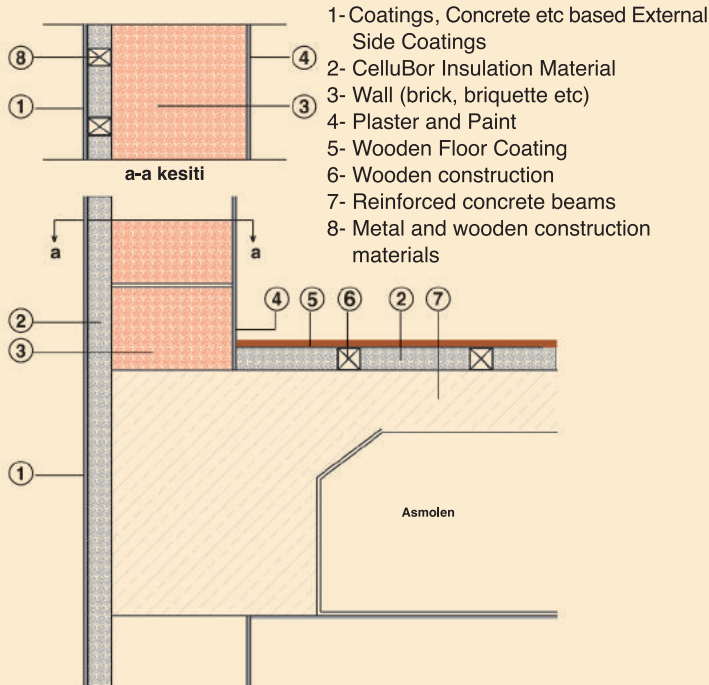 1- Coatings, Concrete etc based External
Side Coatings
2- CelluBor Insulation Material
3- Wall (brick, briquette etc)
4- Plaster and Paint
5- Wooden Floor Coating
6- Wooden construction
7- Reinforced concrete beams
8- Metal and wooden construction
materials
8
4
1
3
a-a kesiti
a a
4 5 6 2 7
2
3
1
Asmolen